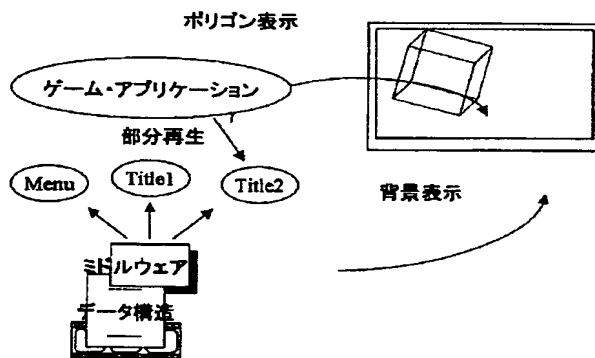 ポリゴン表示
ゲーム・アプリケーション
部分再生
Menu
Title1
Title2
背景表示
ミドルウェア
データ構造